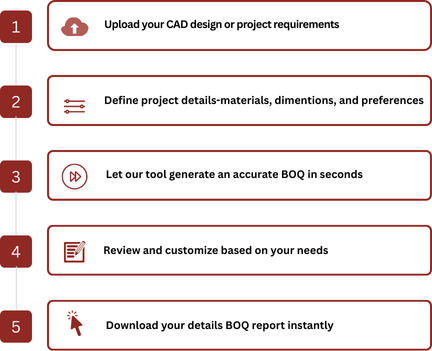 1
Upload your CAD design or project requirements
2
Define project details-materials, dimentions, and preferences
3
Let our tool generate an accurate BOQ in seconds
4
Review and customize based on your needs
5
Download your details BOQ report instantly